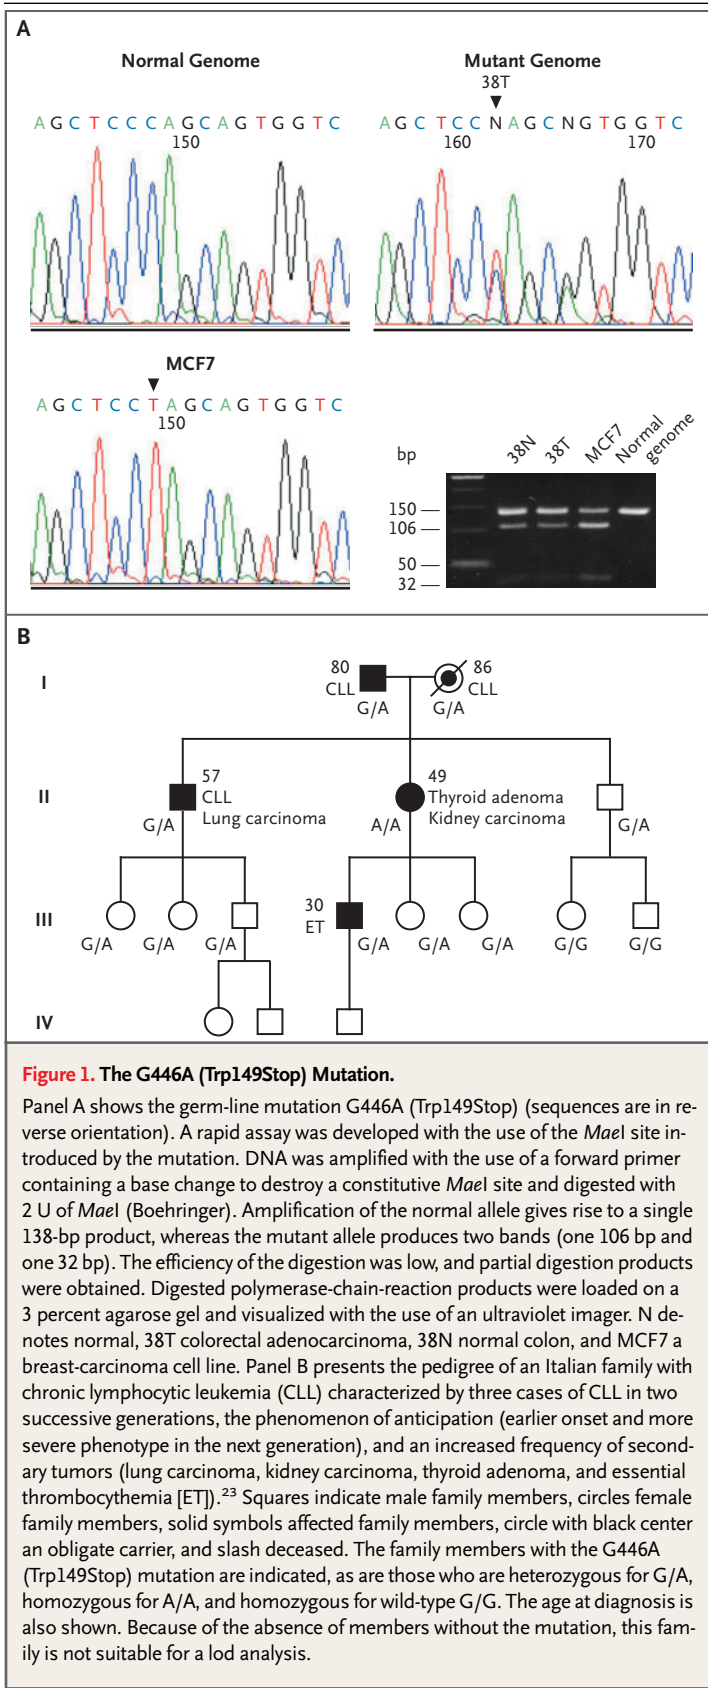 A
Normal Genome
Mutant Genome
38T
A G C T C C C A G C A G T G G T C
150
A G C T C C N A G C N G T G G T C
160
170
MCF7
A G C T C C T A G C A G T G G T C
150
bp
38N
38T
MCF7
Normal
genome
150
106
50
32
B
I
80
CLL
G/A
86
CLL
G/A
II
57
CLL
Lung carcinoma
G/A
49
Thyroid adenoma
Kidney carcinoma
A/A
G/A
III
G/A
G/A
G/A
30
ET
G/A
G/A
G/A
G/G
G/G
IV
Figure 1. The G446A (Trp149Stop) Mutation.
Panel A shows the germ-line mutation G446A (Trp149Stop) (sequences are in re-
verse orientation). A rapid assay was developed with the use of the MaeI site in-
troduced by the mutation. DNA was amplified with the use of a forward primer
containing a base change to destroy a constitutive MaeI site and digested with
2 U of MaeI (Boehringer). Amplification of the normal allele gives rise to a single
138-bp product, whereas the mutant allele produces two bands (one 106 bp and
one 32 bp). The efficiency of the digestion was low, and partial digestion products
were obtained. Digested polymerase-chain-reaction products were loaded on a
3 percent agarose gel and visualized with the use of an ultraviolet imager. N de-
notes normal, 38T colorectal adenocarcinoma, 38N normal colon, and MCF7 a
breast-carcinoma cell line. Panel B presents the pedigree of an Italian family with
chronic lymphocytic leukemia (CLL) characterized by three cases of CLL in two
successive generations, the phenomenon of anticipation (earlier onset and more
severe phenotype in the next generation), and an increased frequency of second-
ary tumors (lung carcinoma, kidney carcinoma, thyroid adenoma, and essential
thrombocythemia [ET]).²³ Squares indicate male family members, circles female
family members, solid symbols affected family members, circle with black center
an obligate carrier, and slash deceased. The family members with the G446A
(Trp149Stop) mutation are indicated, as are those who are heterozygous for G/A,
homozygous for A/A, and homozygous for wild-type G/G. The age at diagnosis is
also shown. Because of the absence of members without the mutation, this fam-
ily is not suitable for a lod analysis.